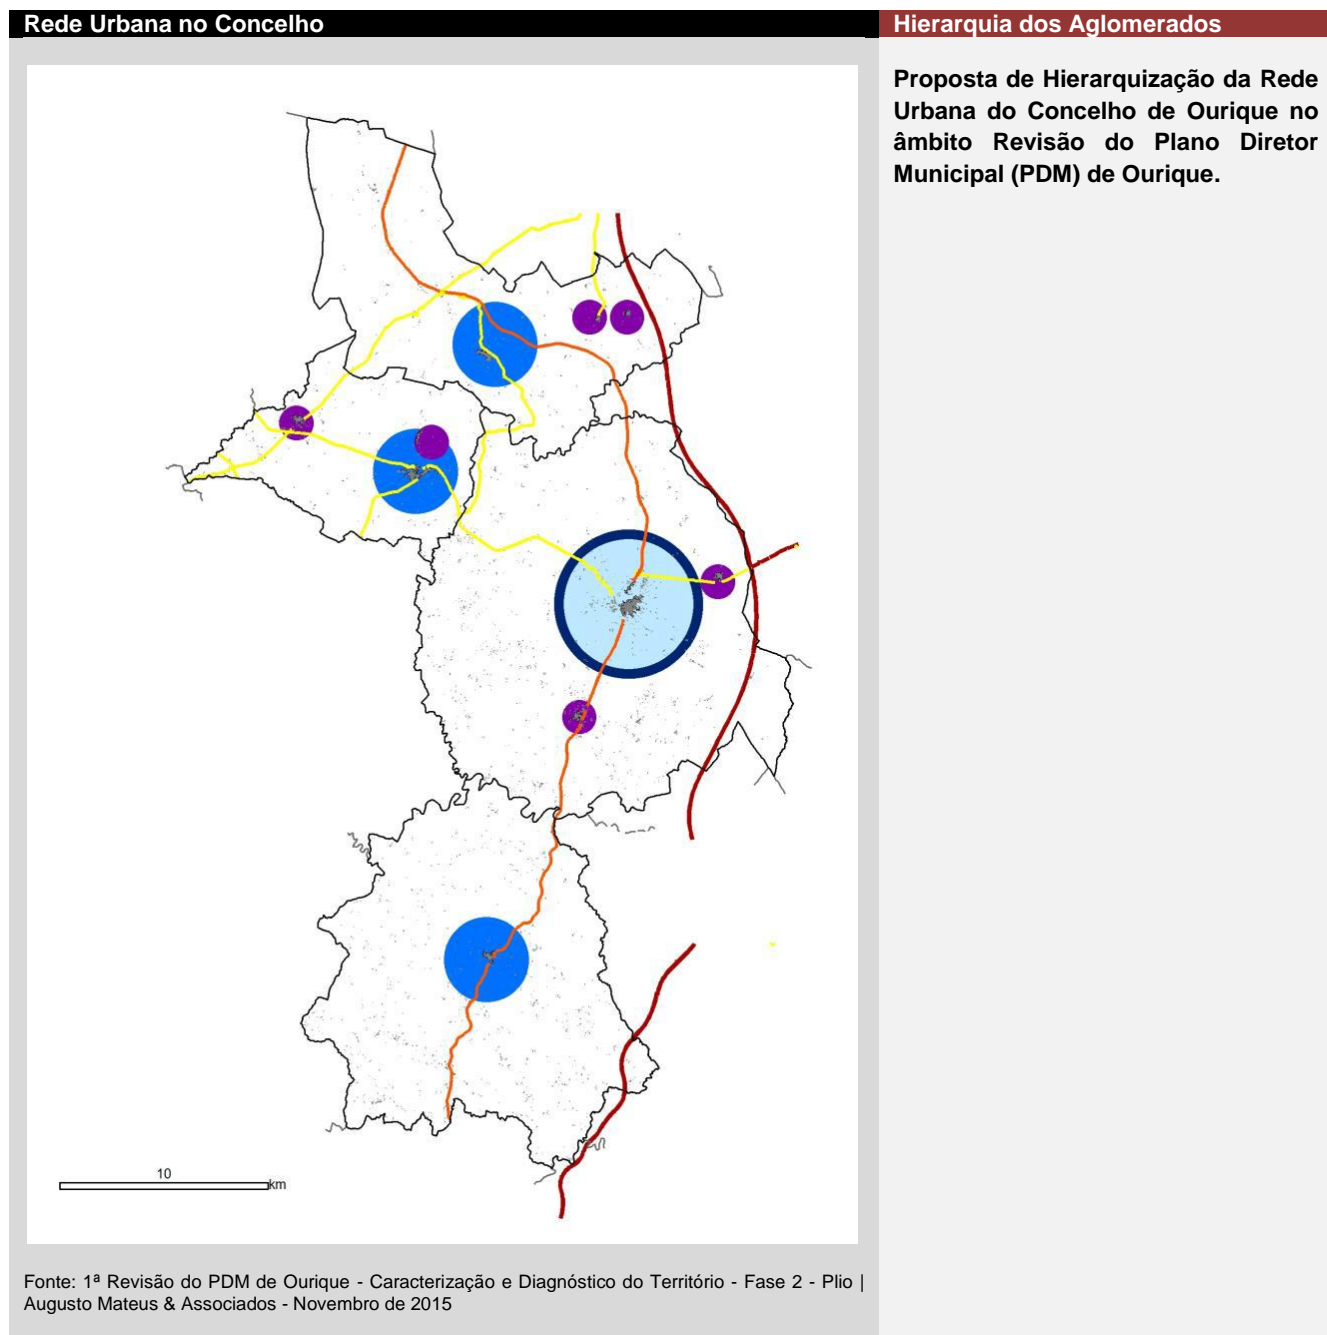 Rede Urbana no Concelho
Hierarquia dos Aglomerados
Proposta de Hierarquização da Rede
Urbana do Concelho de Ourique no
âmbito Revisão do Plano Diretor
Municipal (PDM) de Ourique.
10
km
Fonte: 1ª Revisão do PDM de Ourique - Caracterização e Diagnóstico do Território - Fase 2 - Plio |
Augusto Mateus & Associados - Novembro de 2015